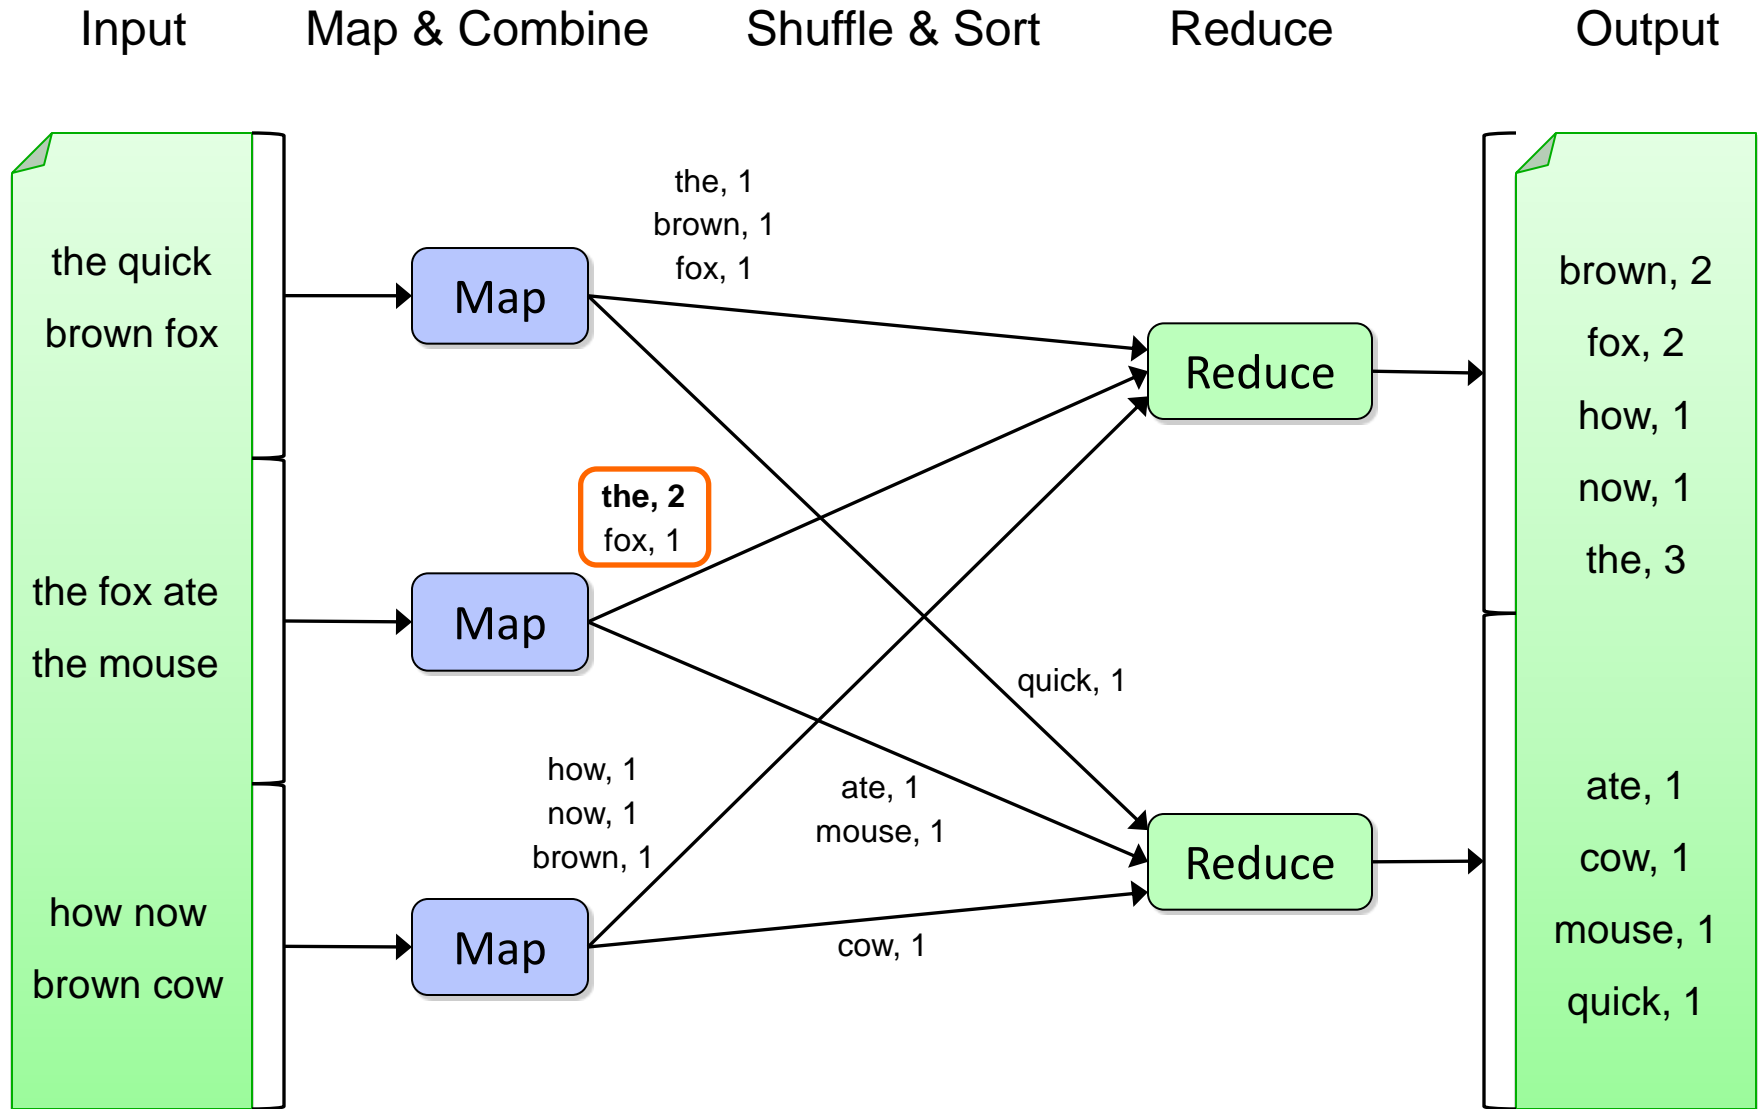 Input
Map & Combine
Shuffle & Sort
Reduce
Output
the quick
brown fox
the fox ate
the mouse
how now
brown cow
Map
Map
Map
the, 1
brown, 1
fox, 1
the, 2
fox, 1
how, 1
now, 1
brown, 1
quick, 1
ate, 1
mouse, 1
cow, 1
Reduce
Reduce
brown, 2
fox, 2
how, 1
now, 1
the, 3
ate, 1
cow, 1
mouse, 1
quick, 1